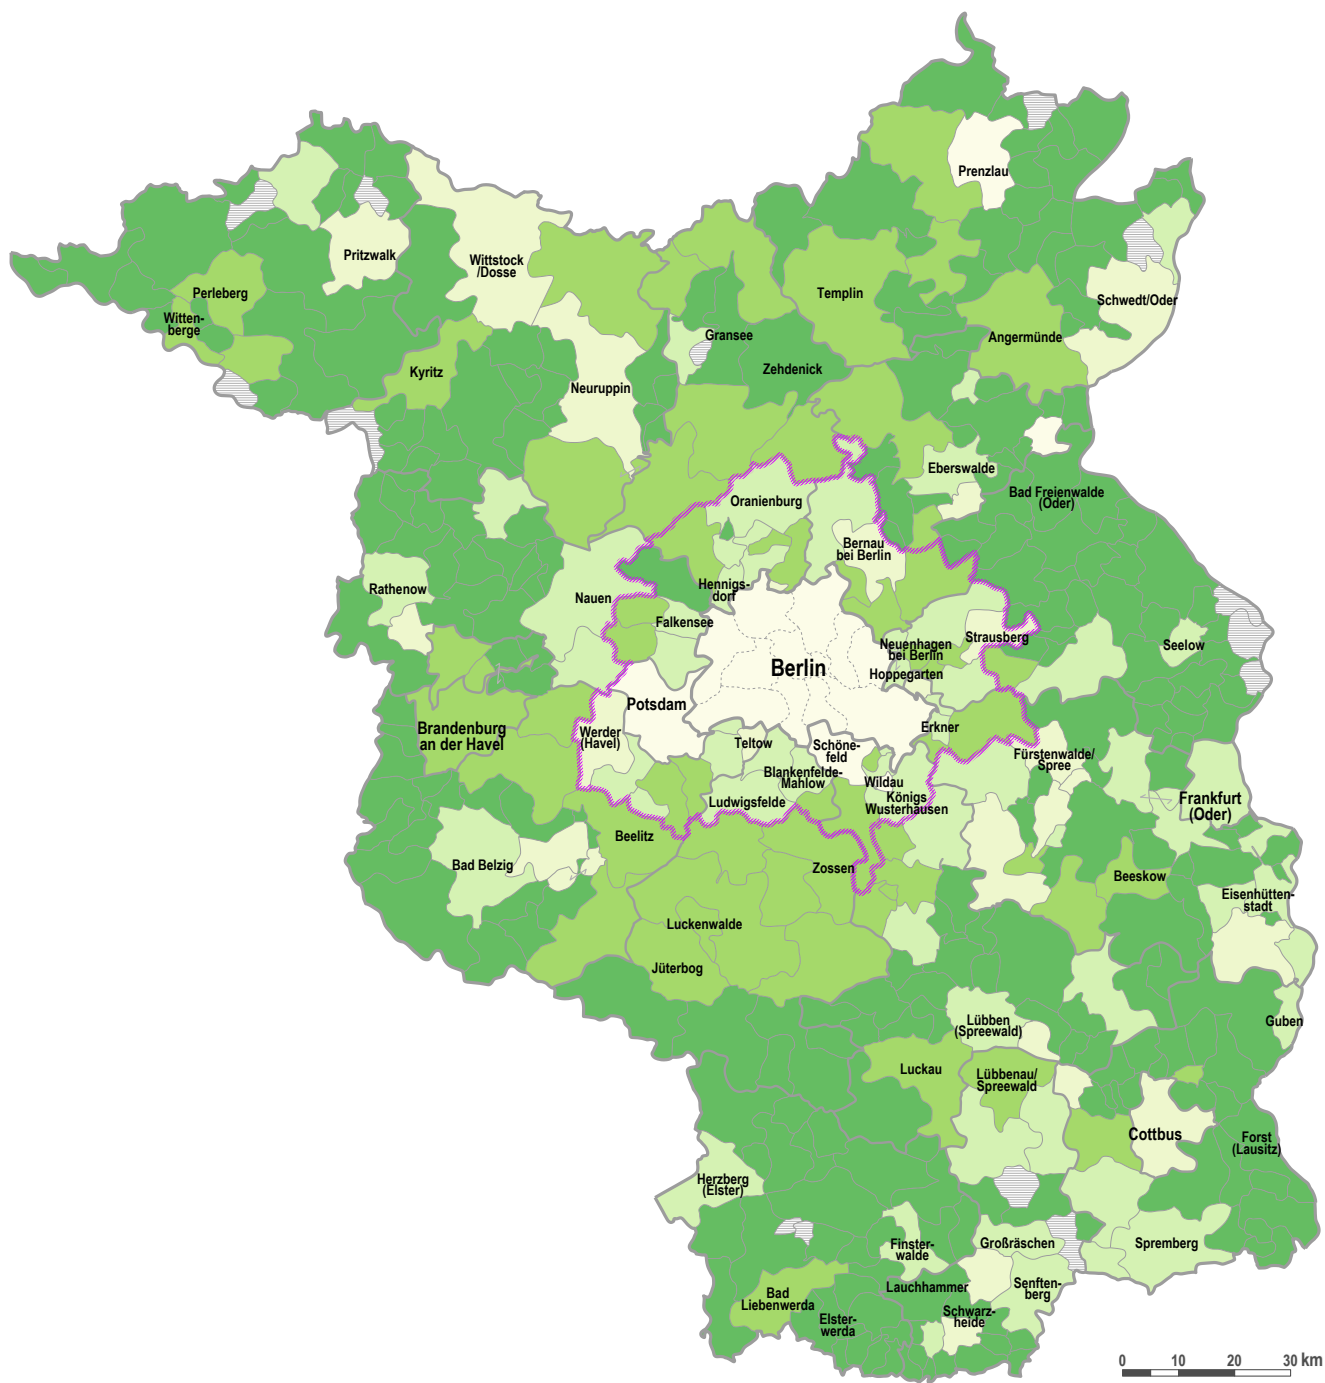 Prenzlau
Pritzwalk
Wittstock
/Dosse
Perleberg
Templin
Schwedt/Oder
Witten-
berge
Gransee
Angermünde
Kyritz
Zehdenick
Neuruppin
Eberswalde
Oranienburg
Bad Freienwalde
(Oder)
Bernau
bei Berlin
Rathenow
Nauen
Hennigs-
dorf
Falkensee
Neuenhagen
bei Berlin
Strausberg
Seelow
Berlin
Hoppegarten
Potsdam
Brandenburg
an der Havel
Werder
(Havel)
Teltow
Schöne-
feld
Erkner
Fürstenwalde/
Spree
Blankenfelde-
Mahlow
Wildau
Ludwigsfelde
Königs
Wusterhausen
Frankfurt
(Oder)
Beelitz
Bad Belzig
Zossen
Beeskow
Eisenhütten-
stadt
Luckenwalde
Jüterbog
Lübben
(Spreewald)
Guben
Luckau
Lübbenau/
Spreewald
Cottbus
Forst
(Lausitz)
Herzberg
(Elster)
Finster-
walde
Großräschen
Spremberg
Lauchhammer
Senften-
berg
Bad
Liebenwerda
Schwarz-
heide
Elster-
werda
0 10 20 30 km